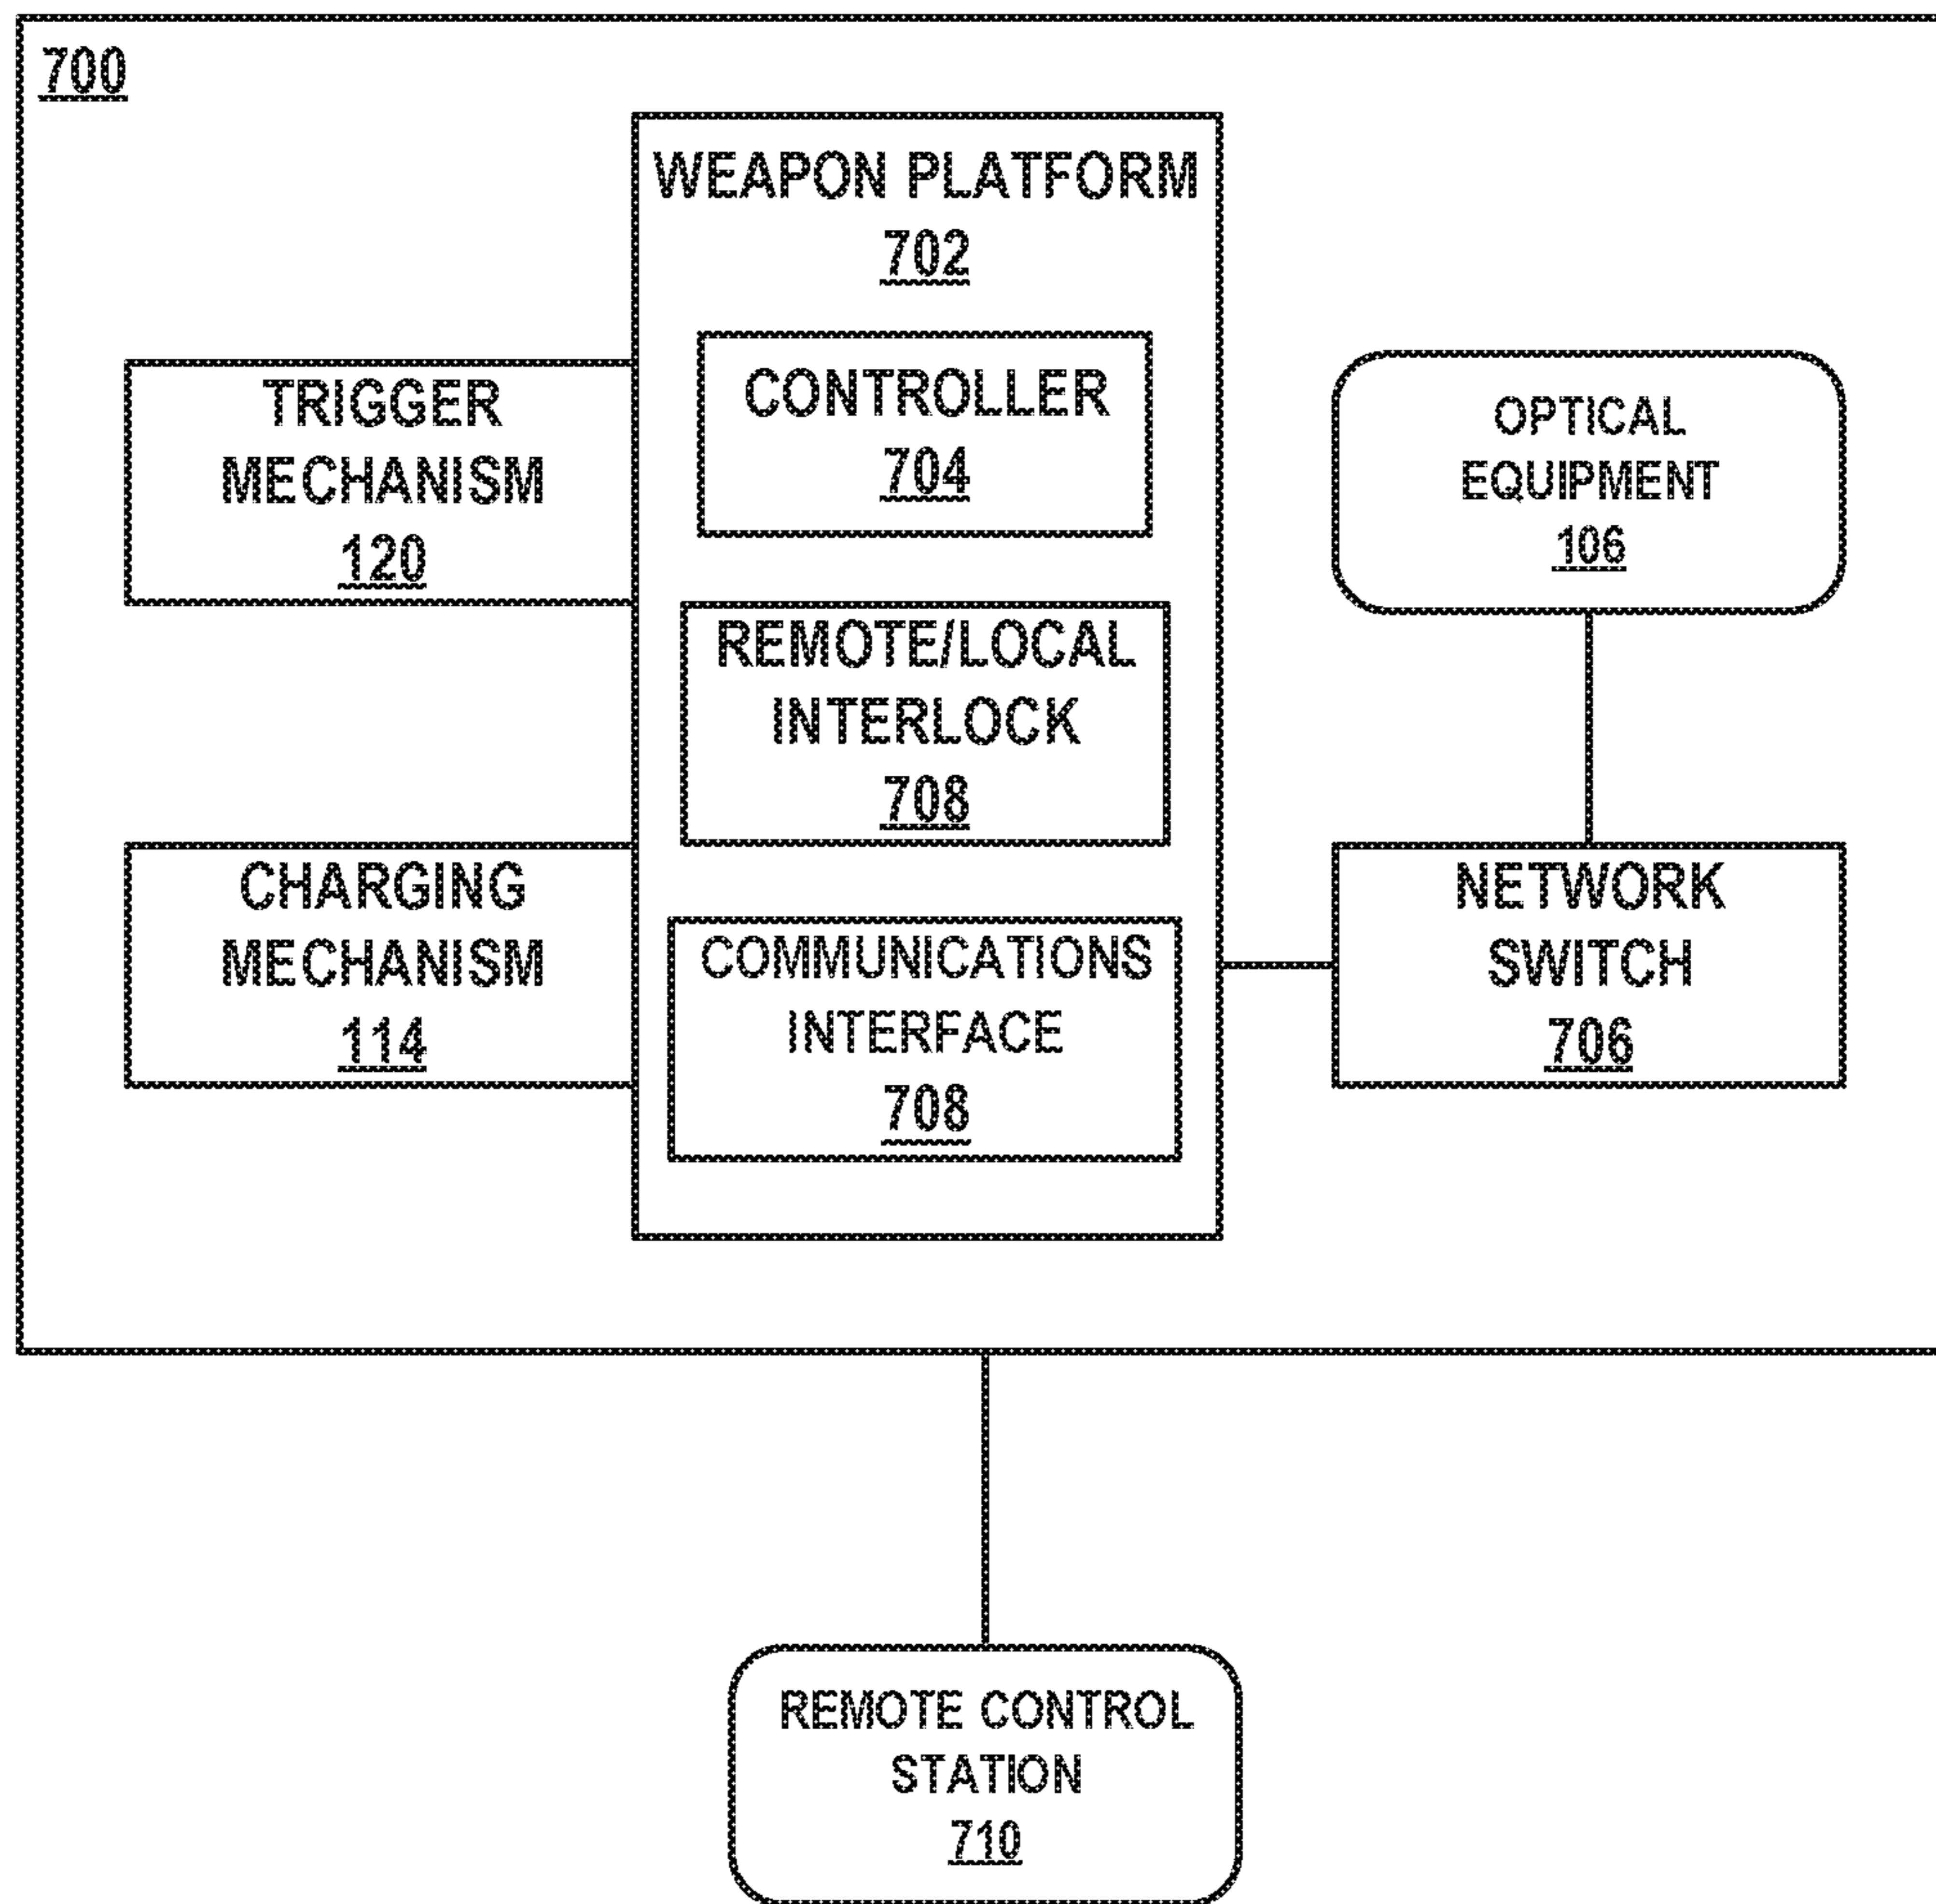 700
WEAPON PLATFORM
702
CONTROLLER
704
REMOTE/LOCAL
INTERLOCK
708
COMMUNICATIONS
INTERFACE
708
TRIGGER
MECHANISM
120
CHARGING
MECHANISM
114
OPTICAL
EQUIPMENT
106
NETWORK
SWITCH
706
REMOTE CONTROL
STATION
710